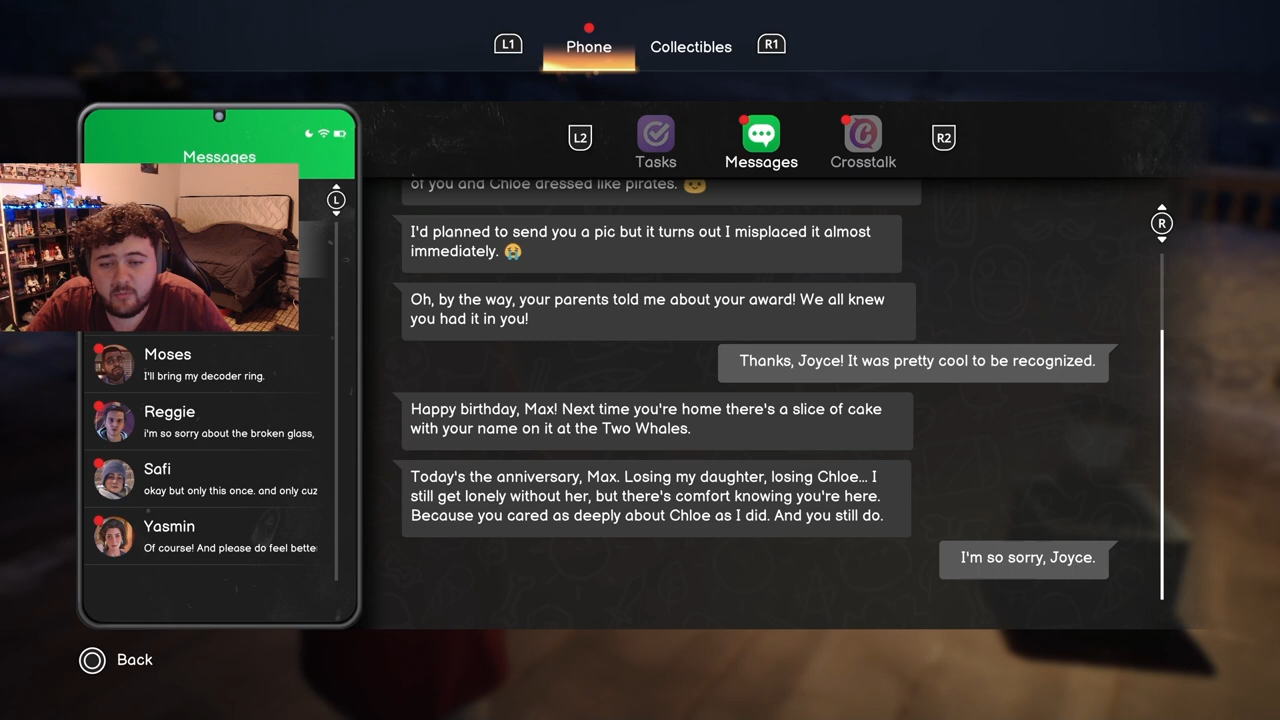 L1
Phone
Collectibles
R1
L2
Tasks
Messages
Crosstalk
R2
Messages
L
R
Moses
I'll bring my decoder ring.
Reggie
i'm so sorry about the broken glass,
Safi
okay but only this once. and only cuz
Yasmin
Of course! And please do feel bette
of you and Chloe dressed like pirates. 🙂
I'd planned to send you a pic but it turns out I misplaced it almost
immediately. 😭
Oh, by the way, your parents told me about your award! We all knew
you had it in you!
Thanks, Joyce! It was pretty cool to be recognized.
Happy birthday, Max! Next time you're home there's a slice of cake
with your name on it at the Two Whales.
Today's the anniversary, Max. Losing my daughter, losing Chloe... I
still get lonely without her, but there's comfort knowing you're here.
Because you cared as deeply about Chloe as I did. And you still do.
I'm so sorry, Joyce.
Back